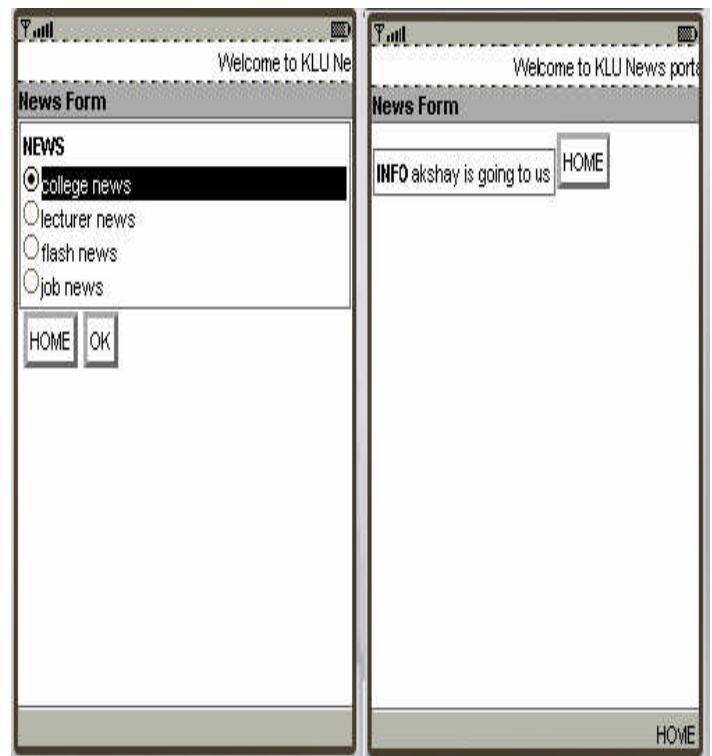 Welcome to KLU Ne
News Form
NEWS
college news
lecturer news
flash news
job news
HOME OK
Welcome to KLU News porta
News Form
INFO akshay is going to us HOME
HOME